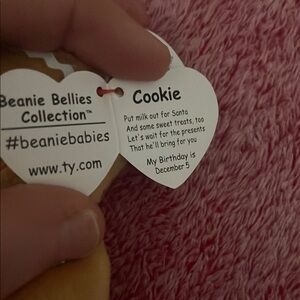 Beanie Bellies
Collection™
#beaniebabies
www.ty.com
Cookie
Put milk out for Santa
And some sweet treats, too
Let's wait for the presents
That he'll bring for you
My Birthday is
December 5